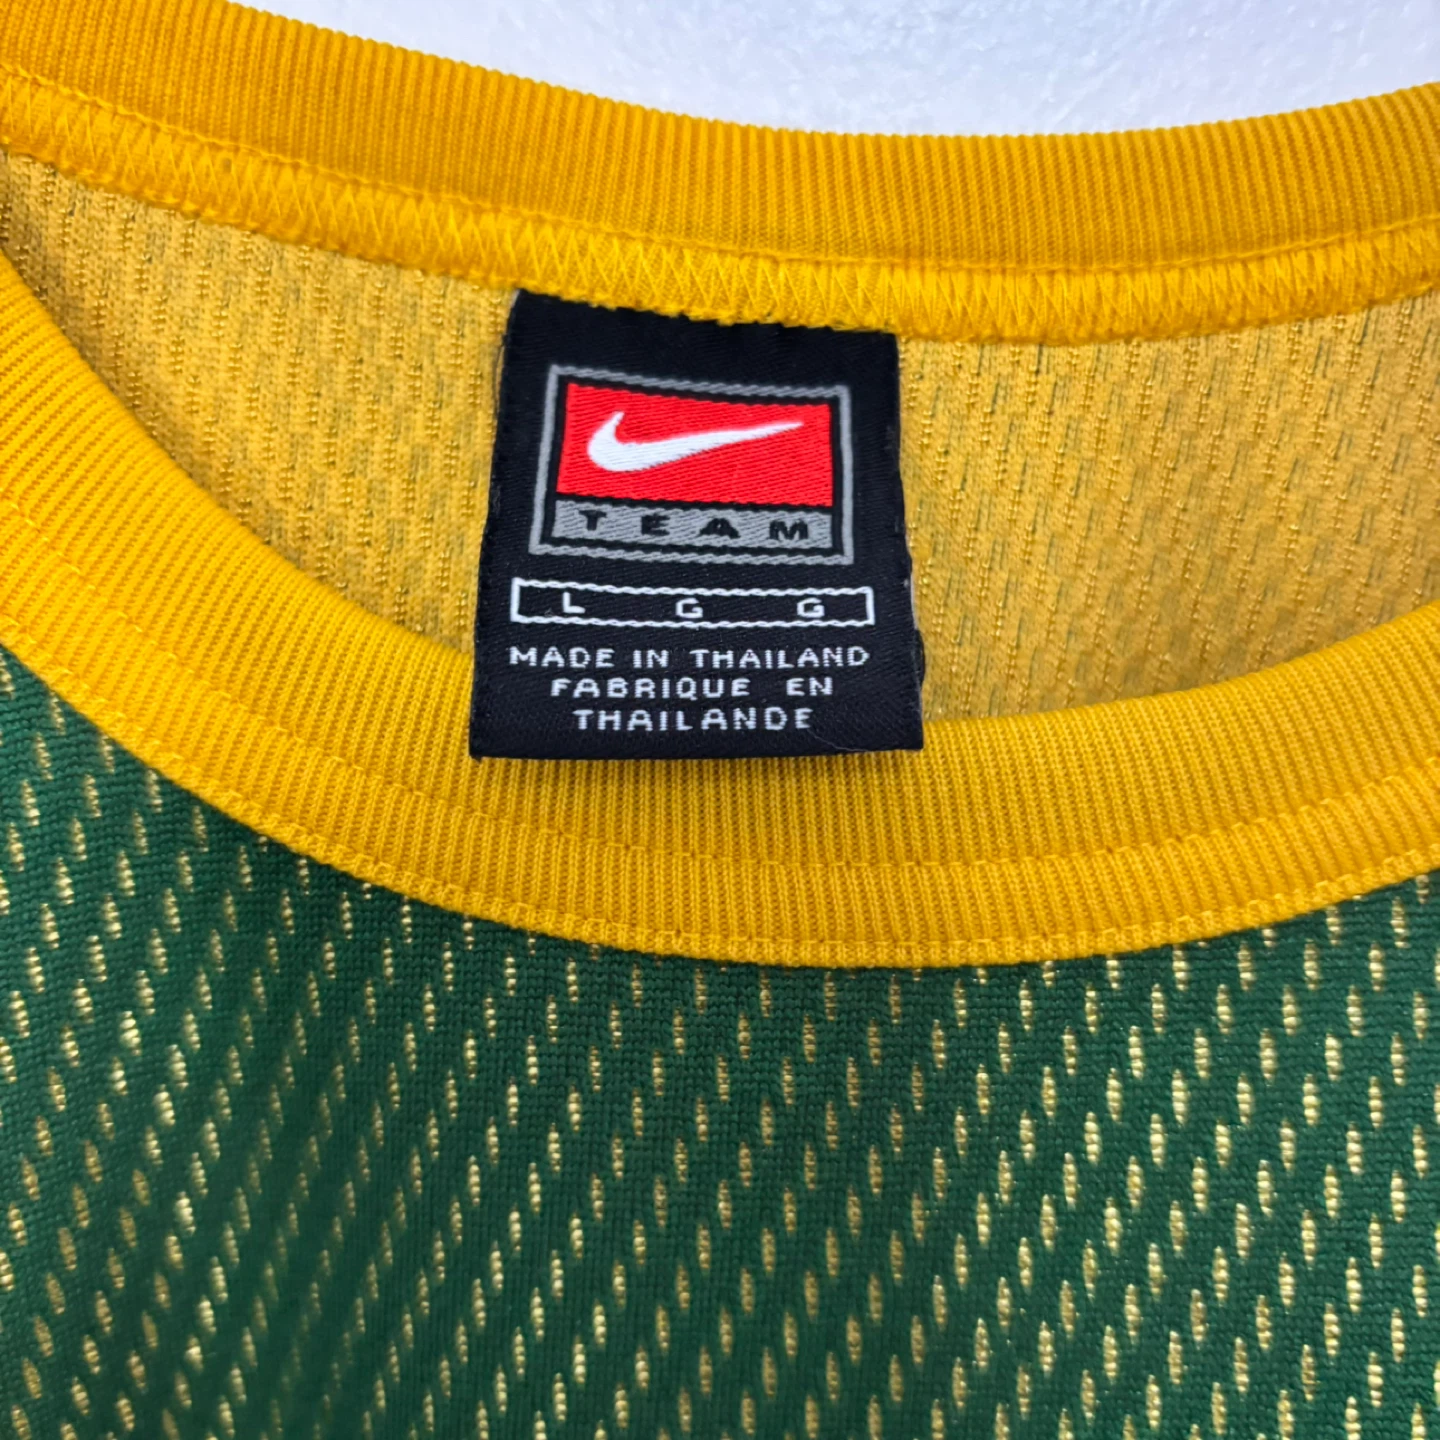 TEAM
L G G
MADE IN THAILAND
FABRIQUE EN
THAILANDE